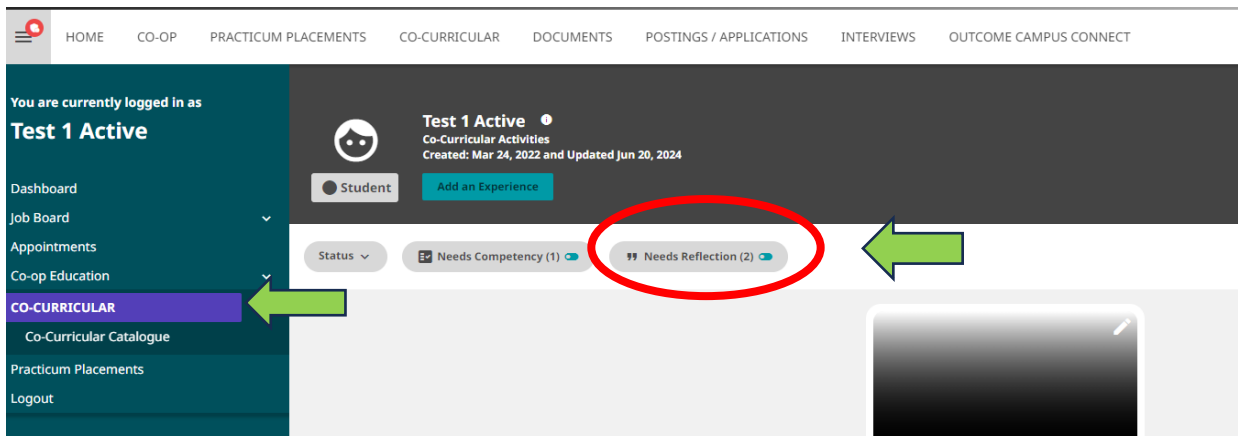 HOME CO-OP PRACTICUM PLACEMENTS CO-CURRICULAR DOCUMENTS POSTINGS / APPLICATIONS INTERVIEWS OUTCOME CAMPUS CONNECT
You are currently logged in as
Test 1 Active
Dashboard
Job Board
Appointments
Co-op Education
CO-CURRICULAR
Co-Curricular Catalogue
Practicum Placements
Logout
Test 1 Active
Co-Curricular Activities
Created: Mar 24, 2022 and Updated Jun 20, 2024
Student
Add an Experience
Status
Needs Competency (1)
Needs Reflection (2)